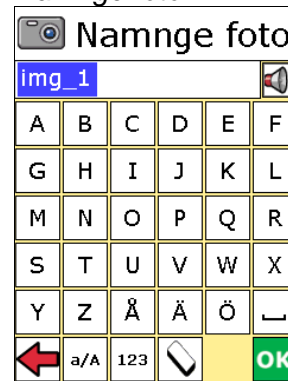 Namnge foto
img_1
A B C D E F
G H I J K L
M N O P Q R
S T U V W X
Y Z Å Ä Ö
a/A 123 OK